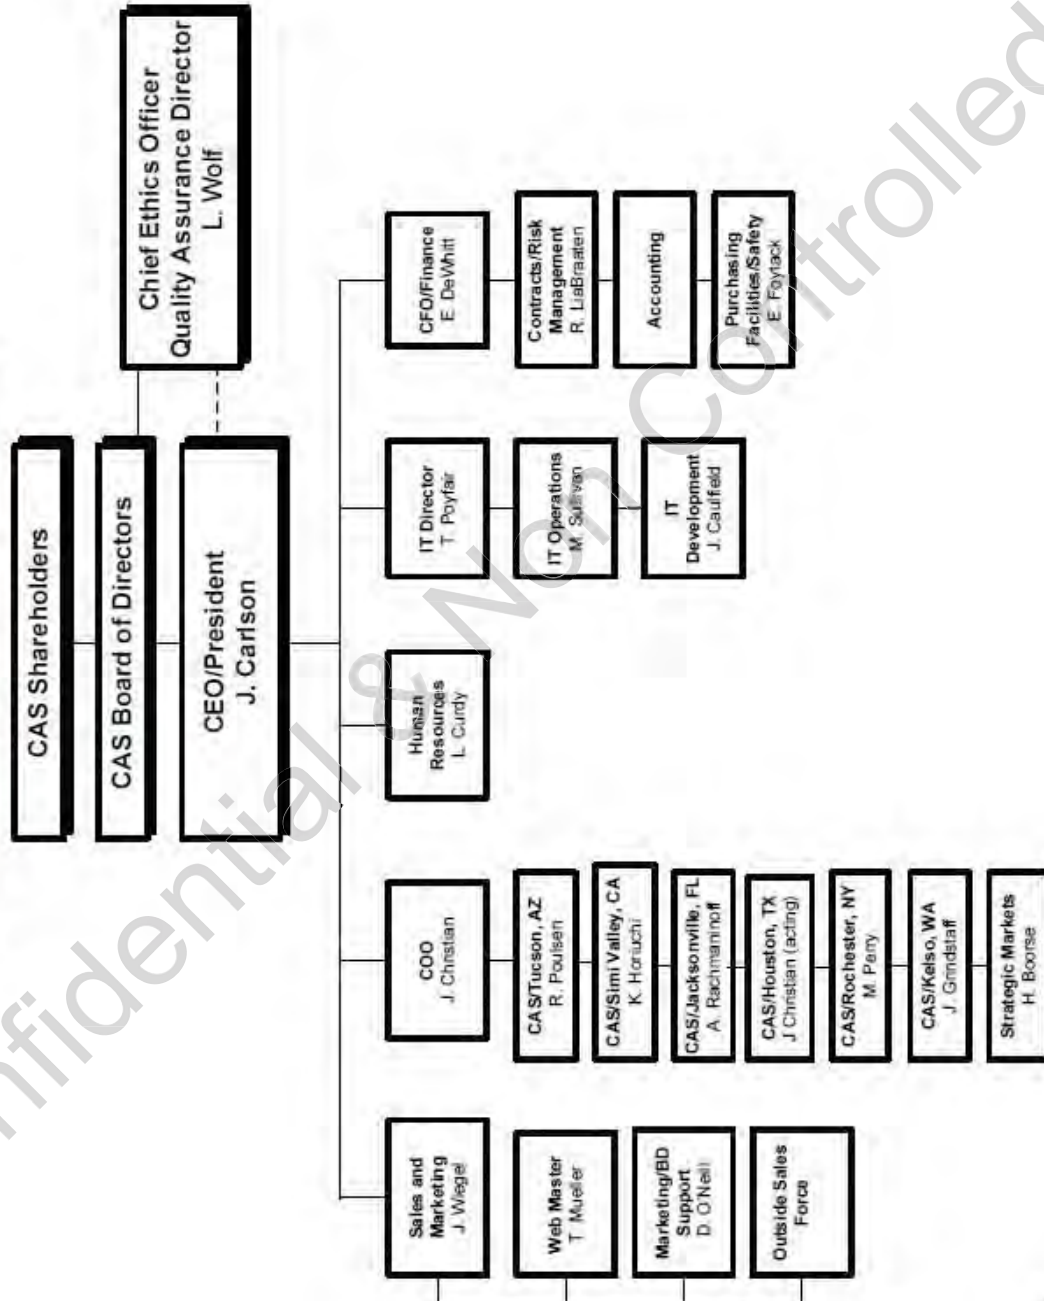 CAS Shareholders
CAS Board of Directors
CEO/President
J. Carlson
Chief Ethics Officer
Quality Assurance Director
L. Wolf
Sales and
Marketing
J. Wiegel
Web Master
T. Mueller
Marketing/BD
Support
D. O'Neill
Outside Sales
Force
COO
J. Christian
CAS/Tucson, AZ
R. Poulsen
CAS/Simi Valley, CA
K. Horiuchi
CAS/Jacksonville, FL
A. Rachmaninoff
CAS/Houston, TX
J Christian (acting)
CAS/Rochester, NY
M. Perry
CAS/Kelso, WA
J. Grindstaff
Strategic Markets
H. Boorse
Human
Resources
L. Curdy
IT Director
T. Poyfair
IT Operations
M. Sullivan
IT
Development
J. Caulfield
CFO/Finance
E. DeWhitt
Contracts/Risk
Management
R. LiaBraaten
Accounting
Purchasing
Facilities/Safety
E. Foytack
nfidential & Non Controlled